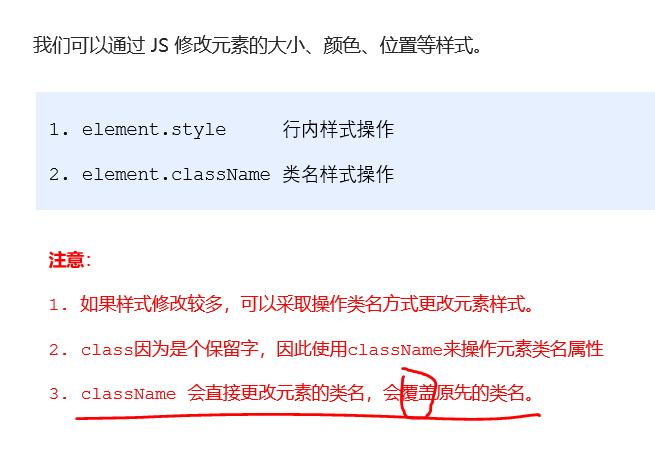 我们可以通过 JS 修改元素的大小、颜色、位置等样式。
1. element.style 行内样式操作
2. element.className 类名样式操作
注意：
1. 如果样式修改较多，可以采取操作类名方式更改元素样式。
2. class因为是个保留字，因此使用className来操作元素类名属性
3. className 会直接更改元素的类名，会覆盖原先的类名。